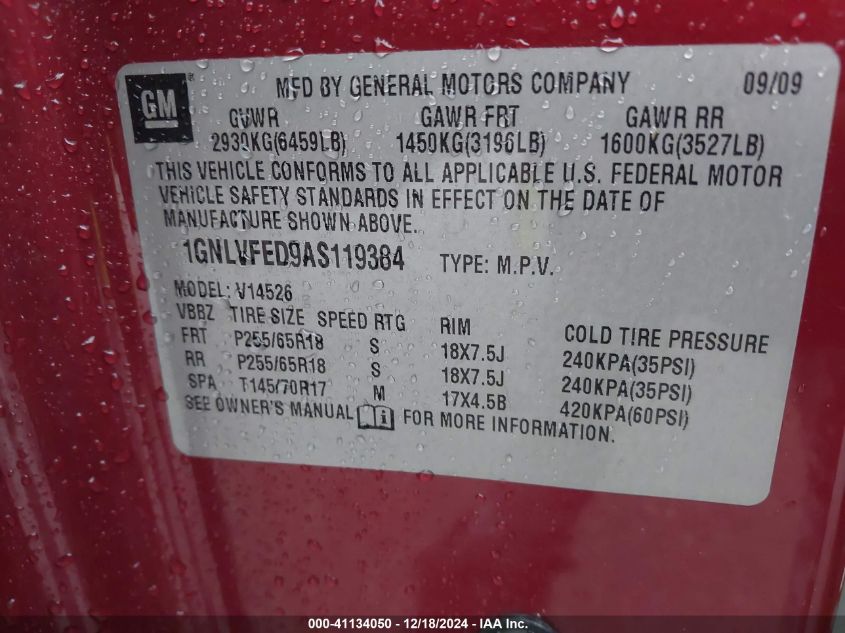 GM
MFD BY GENERAL MOTORS COMPANY 09/09
GVWR GAWR FRT GAWR RR
2930KG(6459LB) 1450KG(3196LB) 1600KG(3527LB)
THIS VEHICLE CONFORMS TO ALL APPLICABLE U.S. FEDERAL MOTOR
VEHICLE SAFETY STANDARDS IN EFFECT ON THE DATE OF
MANUFACTURE SHOWN ABOVE.
1GNLVFED9AS119384 TYPE: M.P.V.
MODEL: V14526
VBBZ TIRE SIZE SPEED RTG RIM COLD TIRE PRESSURE
FRT P255/65R18 S 18X7.5J 240KPA(35PSI)
RR P255/65R18 S 18X7.5J 240KPA(35PSI)
SPA T145/70R17 M 17X4.5B 420KPA(60PSI)
SEE OWNER'S MANUAL FOR MORE INFORMATION.
000-41134050 - 12/18/2024 - IAA Inc.